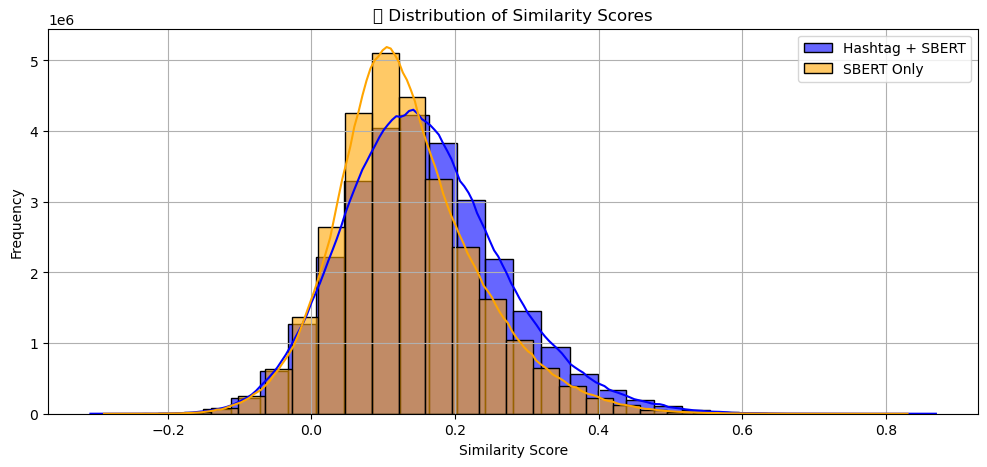 Distribution of Similarity Scores
1e6
Hashtag + SBERT
SBERT Only
5
4
3
2
1
0
Frequency
−0.2 0.0 0.2 0.4 0.6 0.8
Similarity Score